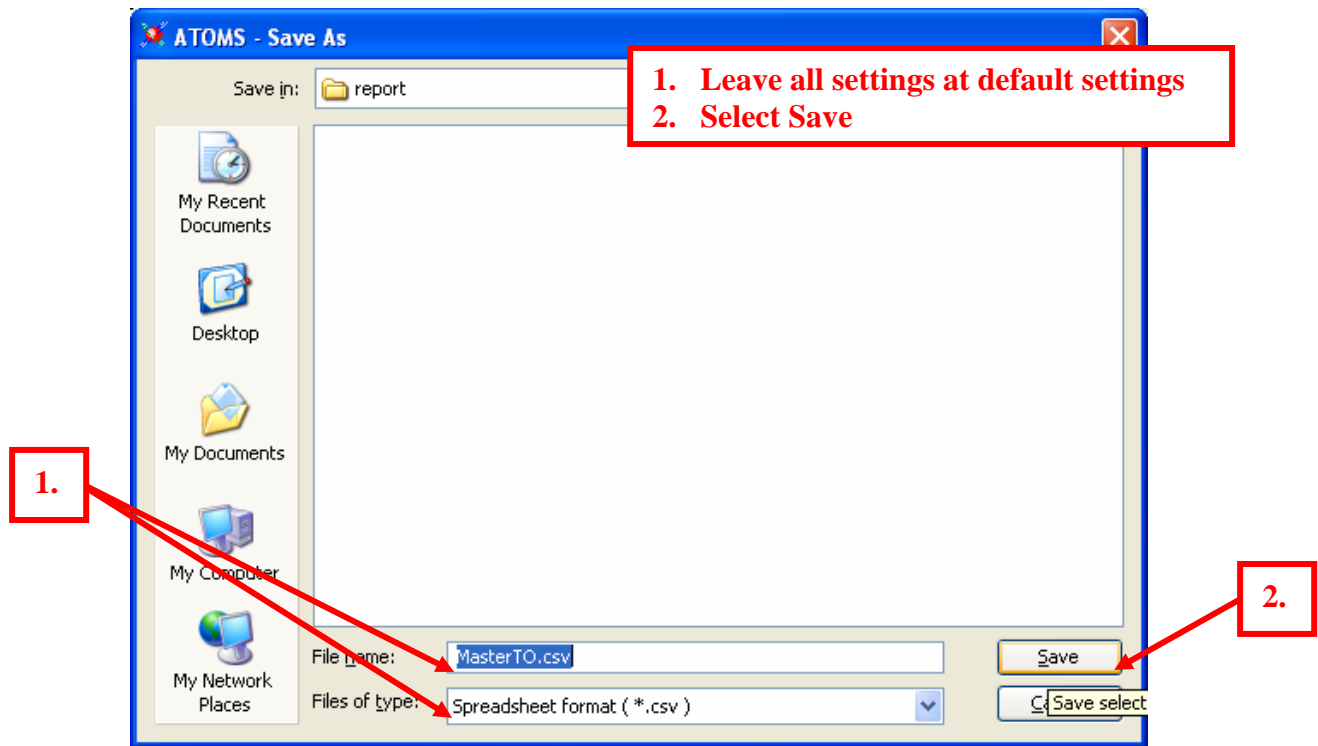 ATOMS - Save As
1. Leave all settings at default settings
2. Select Save
Save in:
report
My Recent
Documents
Desktop
My Documents
My Computer
My Network
Places
1.
2.
File name:
MasterTO.csv
Save
Files of type:
Spreadsheet format ( *.csv )
Save select